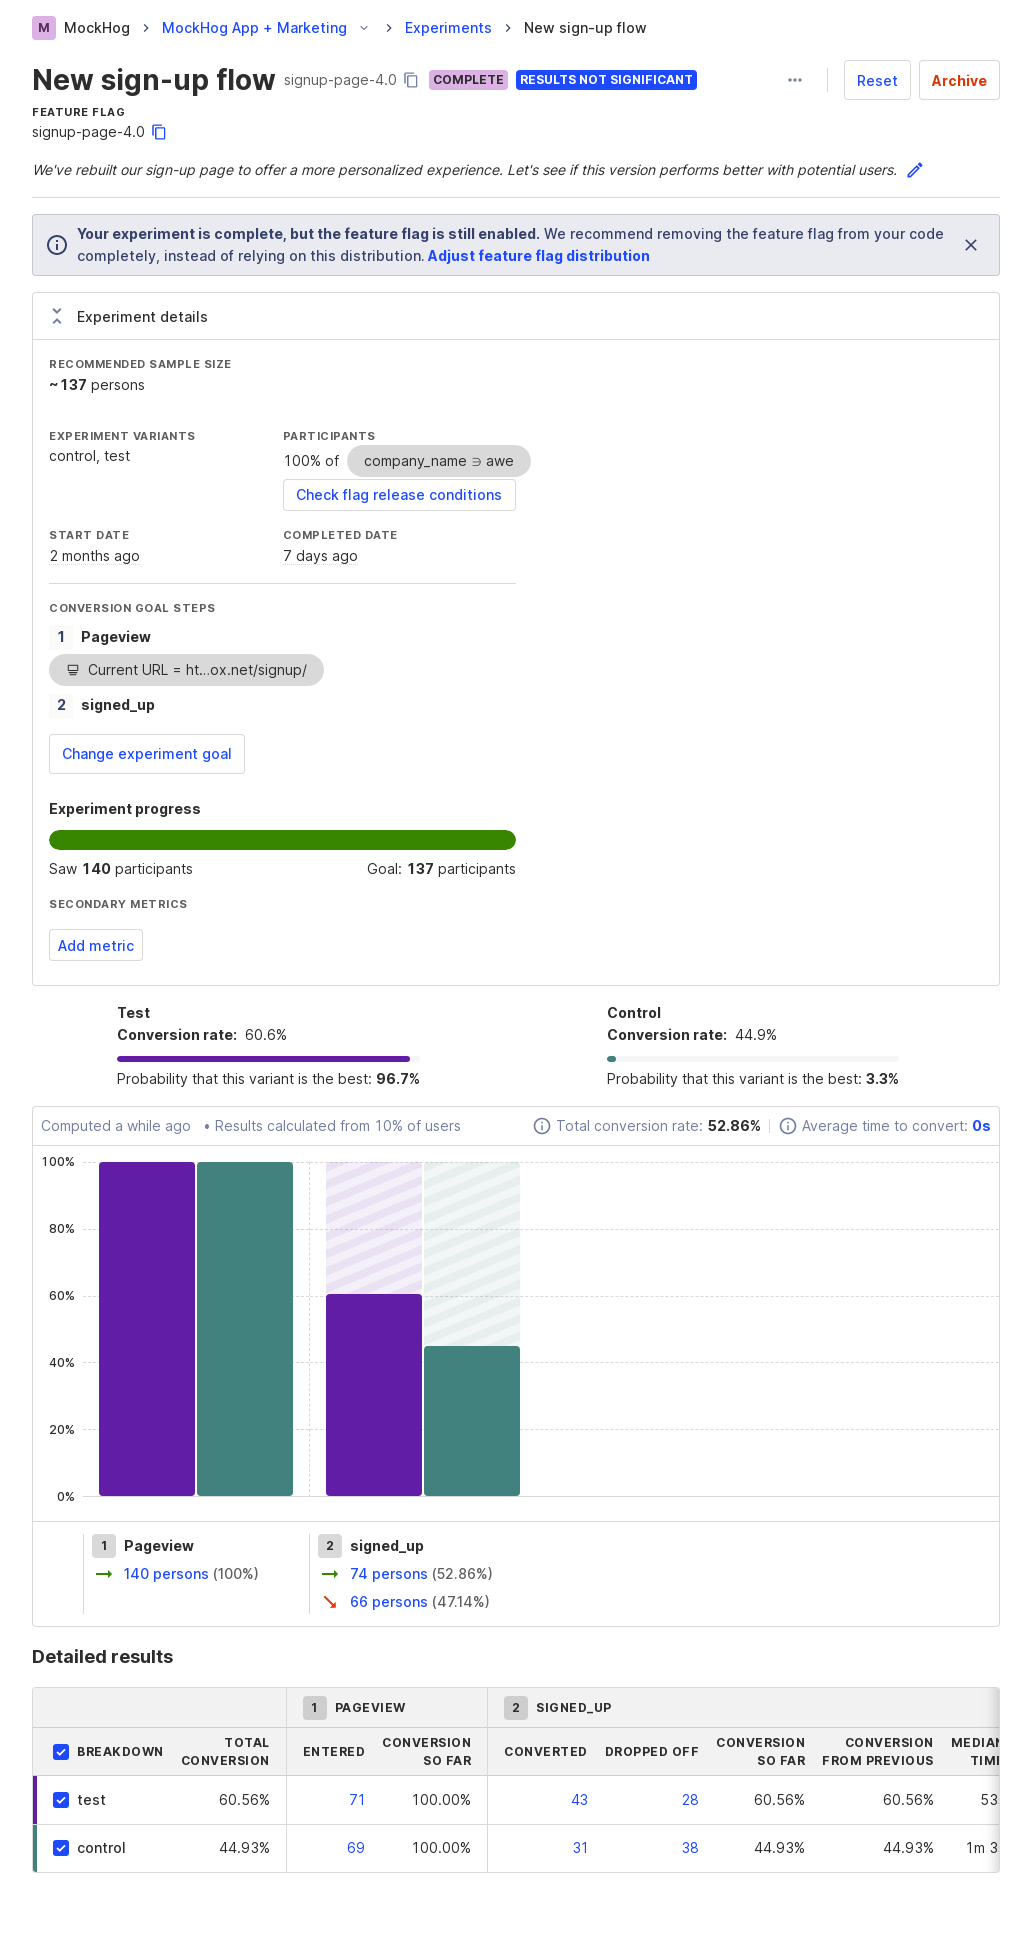 M MockHog > MockHog App + Marketing > Experiments > New sign-up flow
New sign-up flow signup-page-4.0 COMPLETE RESULTS NOT SIGNIFICANT ... Reset Archive
FEATURE FLAG
signup-page-4.0
We've rebuilt our sign-up page to offer a more personalized experience. Let's see if this version performs better with potential users.
Your experiment is complete, but the feature flag is still enabled. We recommend removing the feature flag from your code
completely, instead of relying on this distribution. Adjust feature flag distribution
Experiment details
RECOMMENDED SAMPLE SIZE
~137 persons
EXPERIMENT VARIANTS PARTICIPANTS
control, test 100% of company_name ∋ awe
Check flag release conditions
START DATE COMPLETED DATE
2 months ago 7 days ago
CONVERSION GOAL STEPS
1 Pageview
Current URL = ht...ox.net/signup/
2 signed_up
Change experiment goal
Experiment progress
Saw 140 participants Goal: 137 participants
SECONDARY METRICS
Add metric
Test Control
Conversion rate: 60.6% Conversion rate: 44.9%
Probability that this variant is the best: 96.7% Probability that this variant is the best: 3.3%
Computed a while ago • Results calculated from 10% of users Total conversion rate: 52.86% Average time to convert: 0s
100%
80%
60%
40%
20%
0%
1 Pageview 2 signed_up
140 persons (100%) 74 persons (52.86%)
66 persons (47.14%)
Detailed results
1 PAGEVIEW 2 SIGNED_UP
BREAKDOWN TOTAL CONVERSION ENTERED CONVERSION SO FAR CONVERTED DROPPED OFF CONVERSION SO FAR CONVERSION FROM PREVIOUS MEDIAN
test 60.56% 71 100.00% 43 28 60.56% 60.56% 53
control 44.93% 69 100.00% 31 38 44.93% 44.93% 1m 3